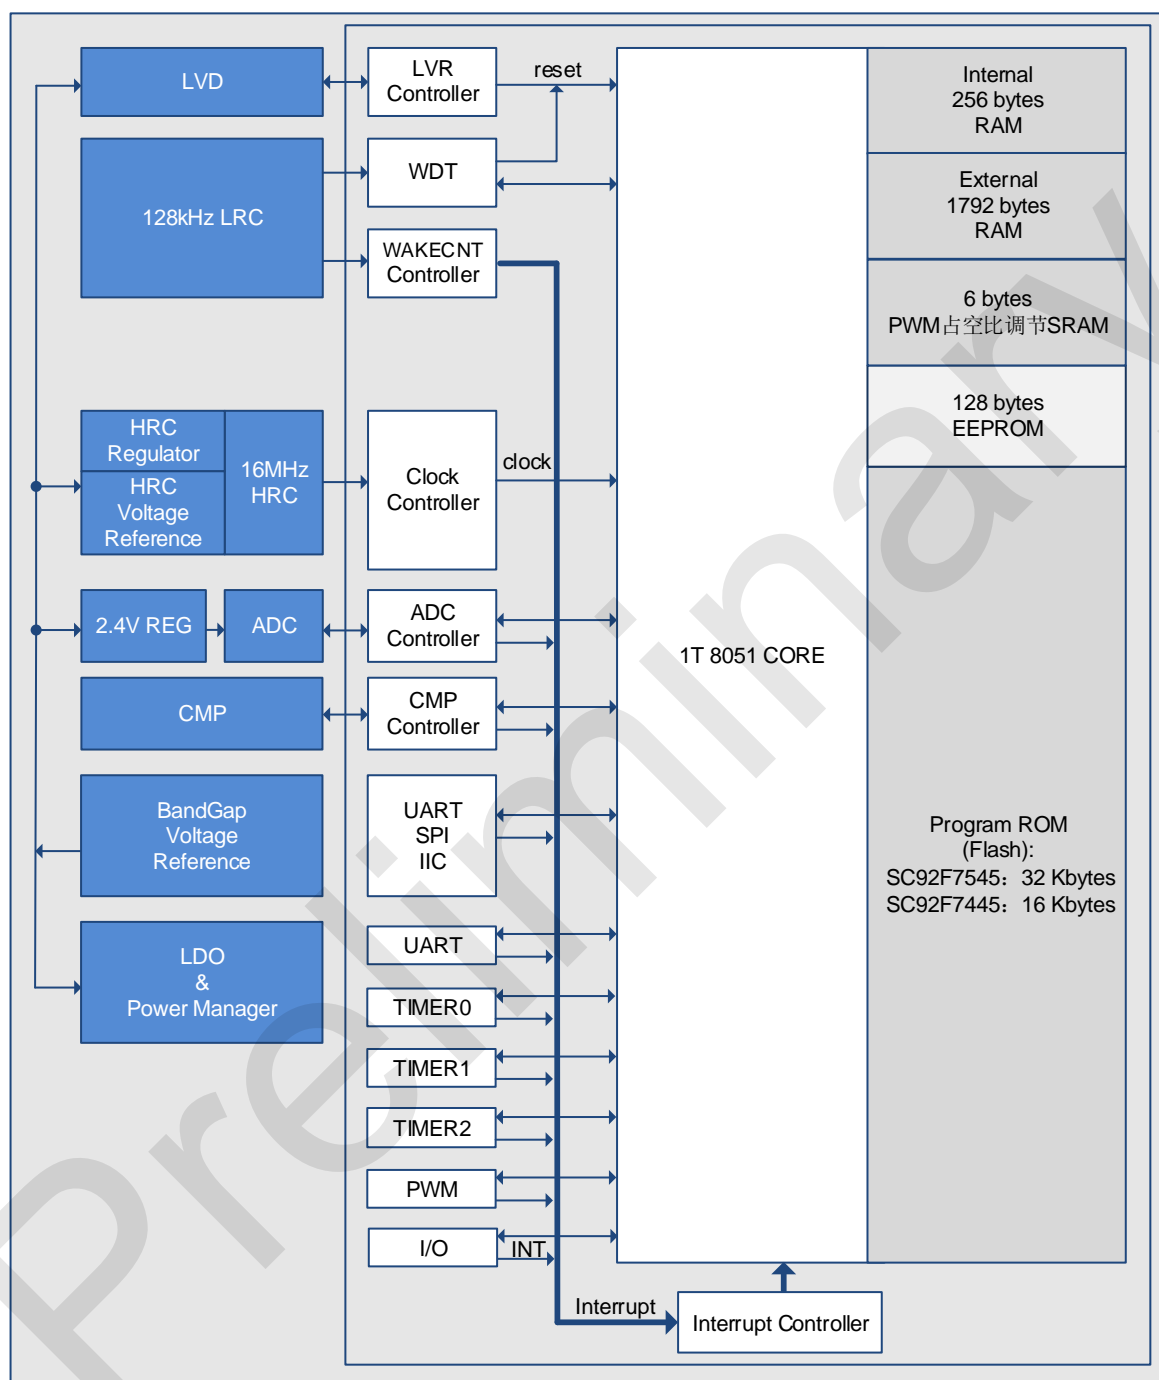 LVD
LVR
Controller
reset
Internal
256 bytes
RAM
128kHz LRC
WDT
External
1792 bytes
RAM
WAKECNT
Controller
6 bytes
PWM占空比调节SRAM
128 bytes
EEPROM
HRC
Regulator
HRC
Voltage
Reference
16MHz
HRC
Clock
Controller
clock
2.4V REG
ADC
ADC
Controller
1T 8051 CORE
CMP
CMP
Controller
BandGap
Voltage
Reference
UART
SPI
IIC
Program ROM
(Flash):
SC92F7545：32 Kbytes
SC92F7445：16 Kbytes
UART
LDO
&
Power Manager
TIMER0
TIMER1
TIMER2
PWM
I/O
INT
Interrupt
Interrupt Controller
Preliminary